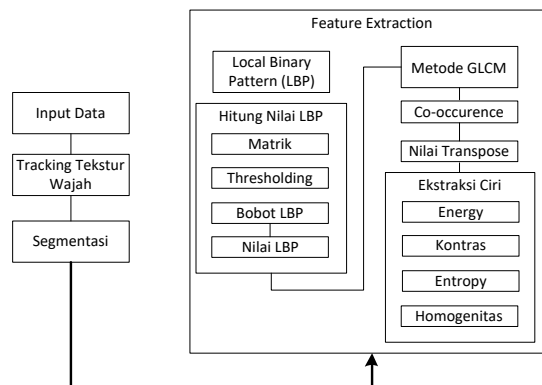 Input Data
Tracking Tekstur
Wajah
Segmentasi
Feature Extraction
Local Binary
Pattern (LBP)
Hitung Nilai LBP
Matrik
Thresholding
Bobot LBP
Nilai LBP
Metode GLCM
Co-occurence
Nilai Transpose
Ekstraksi Ciri
Energy
Kontras
Entropy
Homogenitas